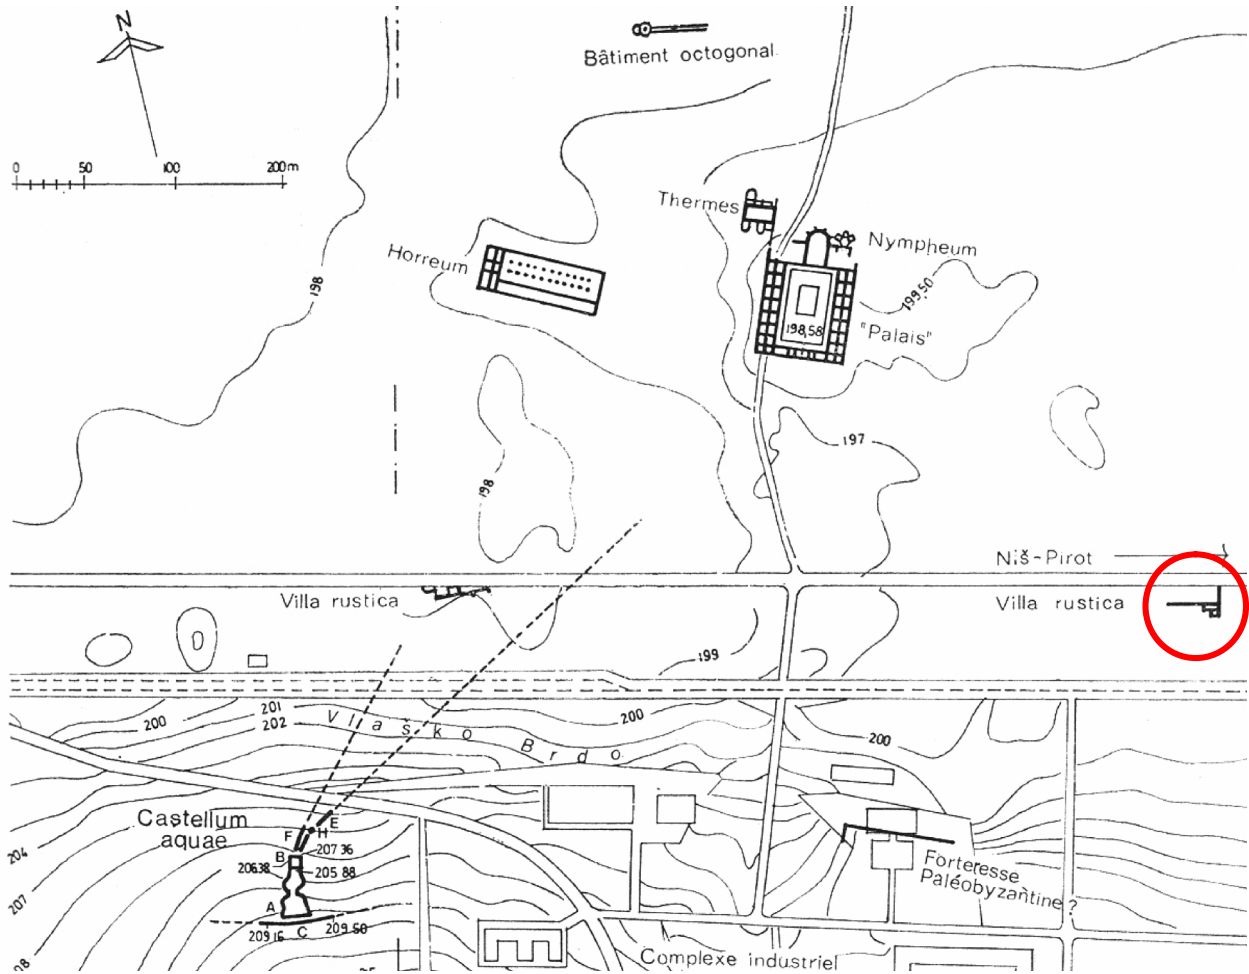 N
Bâtiment octogonal
0 50 100 200m
Thermes
Nympheum
Horreum
198
199,50
198,58
"Palais"
197
198
Niš-Pirot
Villa rustica
Villa rustica
199
200
201
202
Vlaško Brdo
200
200
Castellum
aquae
E
F
H
B
207 36
206 38
205 88
204
207
A
C
209 16
209 50
Forteresse
Paléobyzantine ?
Complexe industriel